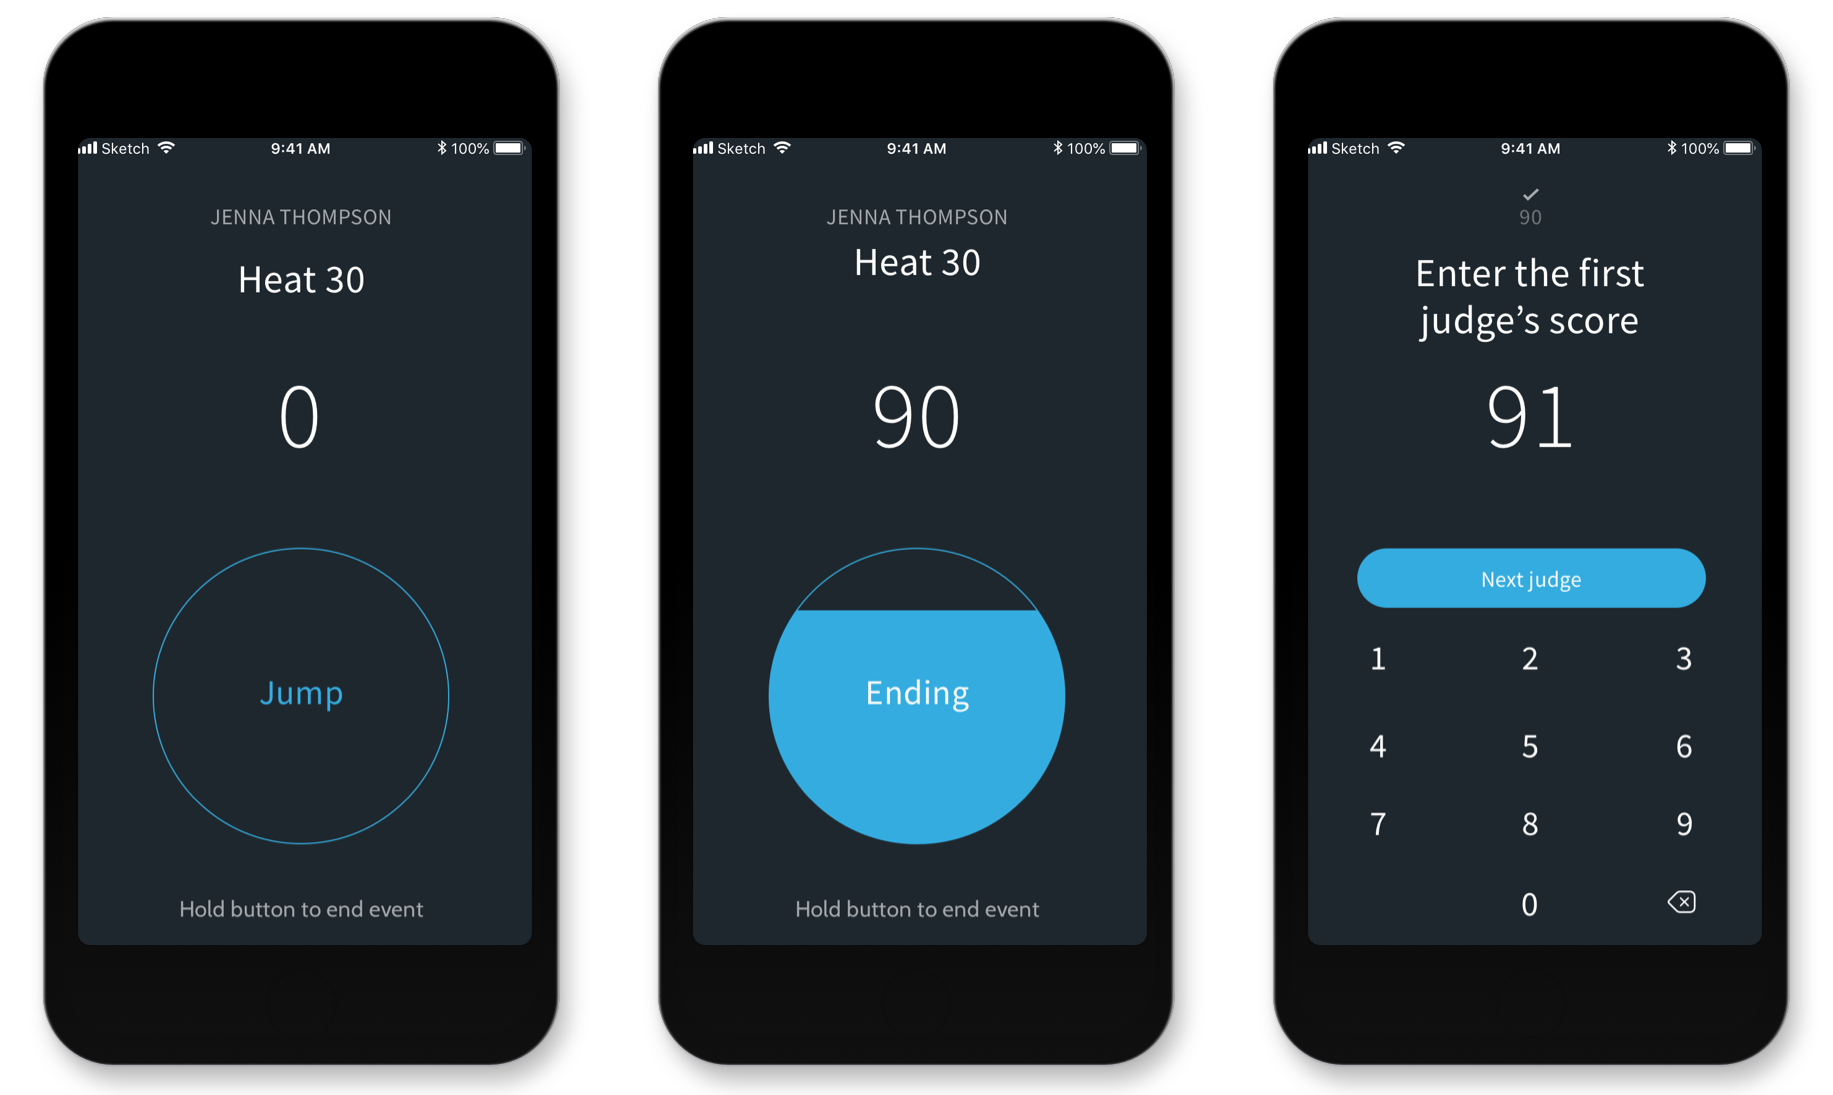 Sketch 9:41 AM 100%
JENNA THOMPSON
Heat 30
0
Jump
Hold button to end event
Sketch 9:41 AM 100%
JENNA THOMPSON
Heat 30
90
Ending
Hold button to end event
Sketch 9:41 AM 100%
90
Enter the first
judge’s score
91
Next judge
1 2 3
4 5 6
7 8 9
0